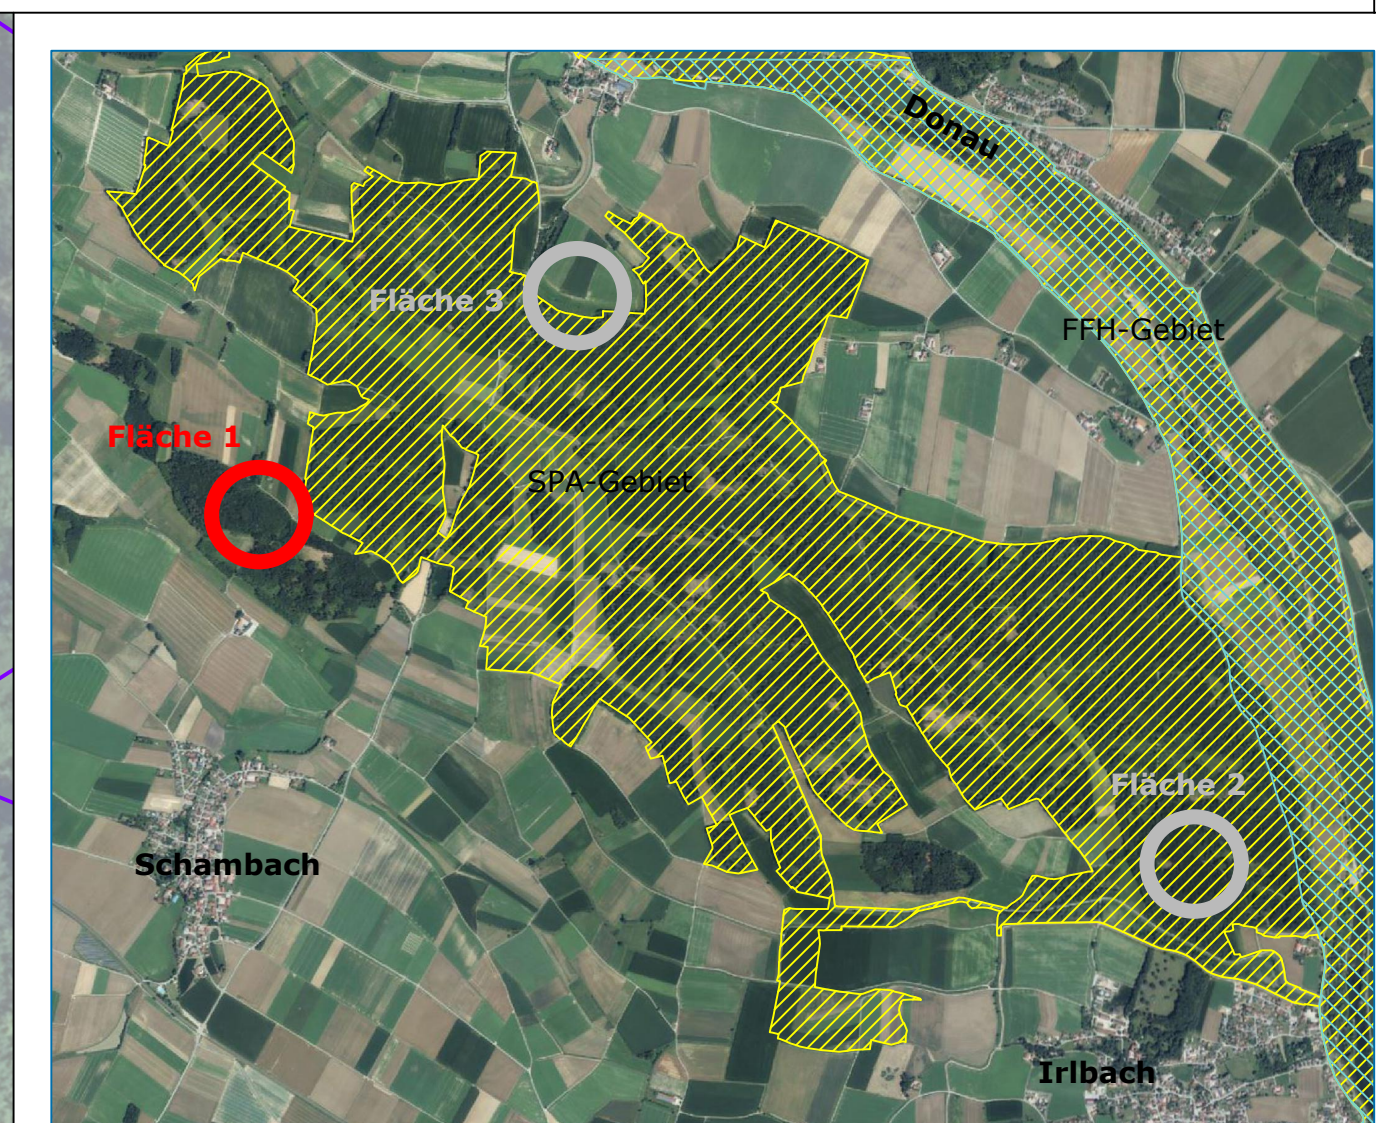 Donau
Fläche 3
FFH-Gebiet
Fläche 1
SPA-Gebiet
Fläche 2
Schambach
Irlbach